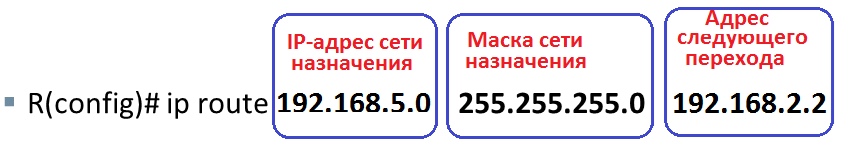 IP-адрес сети
назначения
Маска сети
назначения
Адрес
следующего
перехода
▪ R(config)# ip route 192.168.5.0 255.255.255.0 192.168.2.2